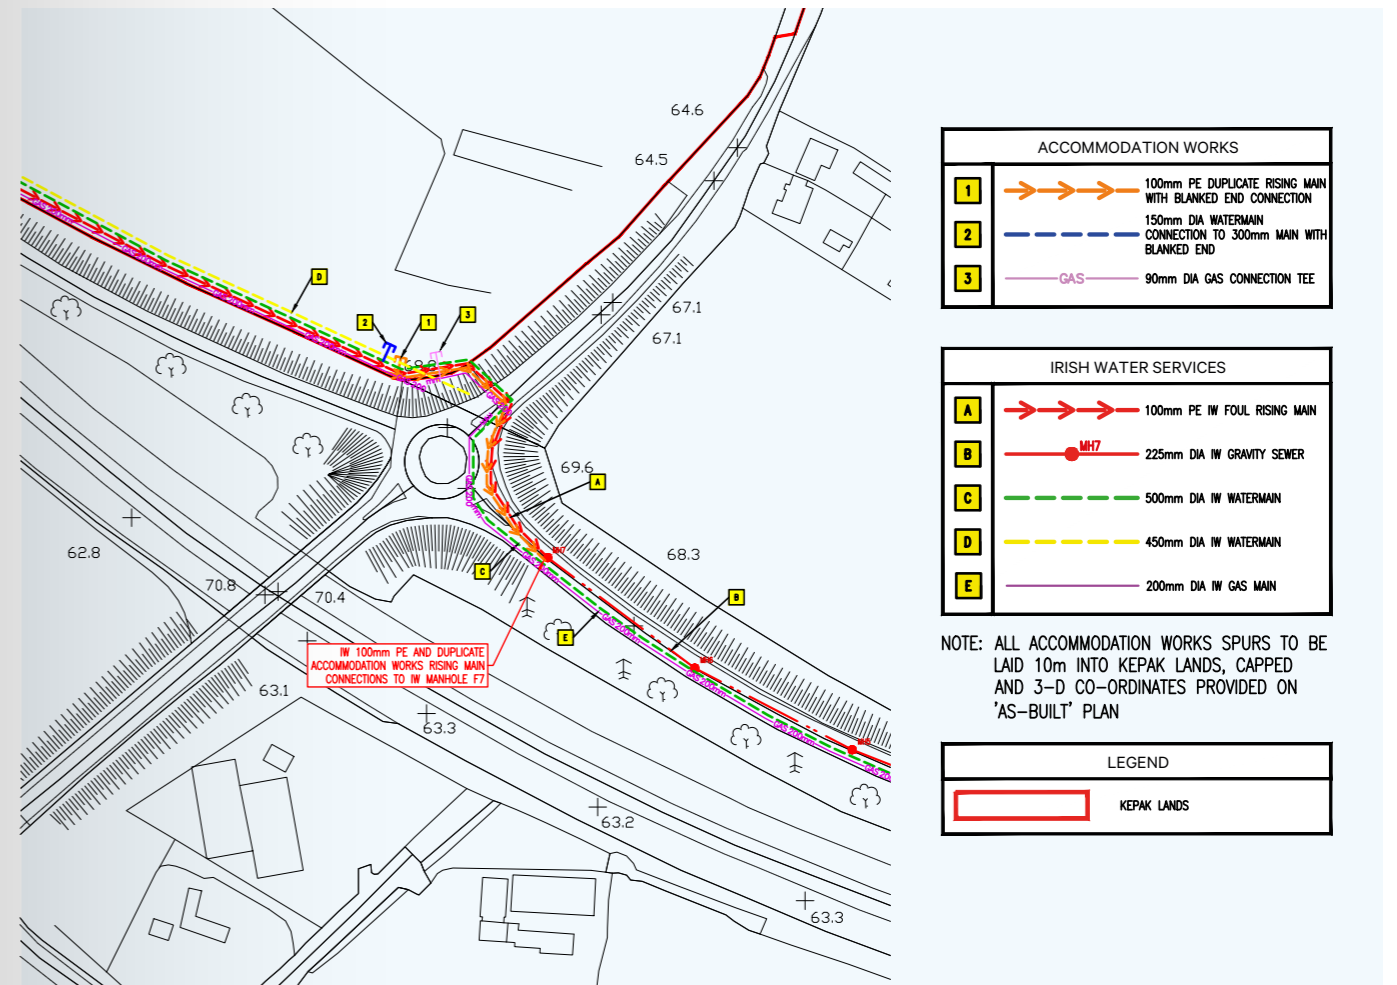 64.6
64.5
67.1
67.1
D
2
1
3
69.6
A
62.8
70.8
70.4
68.3
C
MH7
B
E
GAS 200mm
GAS 200mm
GAS 200mm
IW 100mm PE AND DUPLICATE
ACCOMMODATION WORKS RISING MAIN
CONNECTIONS TO IW MANHOLE F7
63.1
63.3
63.2
63.3
ACCOMMODATION WORKS
1
100mm PE DUPLICATE RISING MAIN
WITH BLANKED END CONNECTION
2
150mm DIA WATERMAIN
CONNECTION TO 300mm MAIN WITH
BLANKED END
3
GAS
90mm DIA GAS CONNECTION TEE
IRISH WATER SERVICES
A
100mm PE IW FOUL RISING MAIN
B
MH7
225mm DIA IW GRAVITY SEWER
C
500mm DIA IW WATERMAIN
D
450mm DIA IW WATERMAIN
E
200mm DIA IW GAS MAIN
NOTE: ALL ACCOMMODATION WORKS SPURS TO BE
LAID 10m INTO KEPAK LANDS, CAPPED
AND 3-D CO-ORDINATES PROVIDED ON
'AS-BUILT' PLAN
LEGEND
KEPAK LANDS